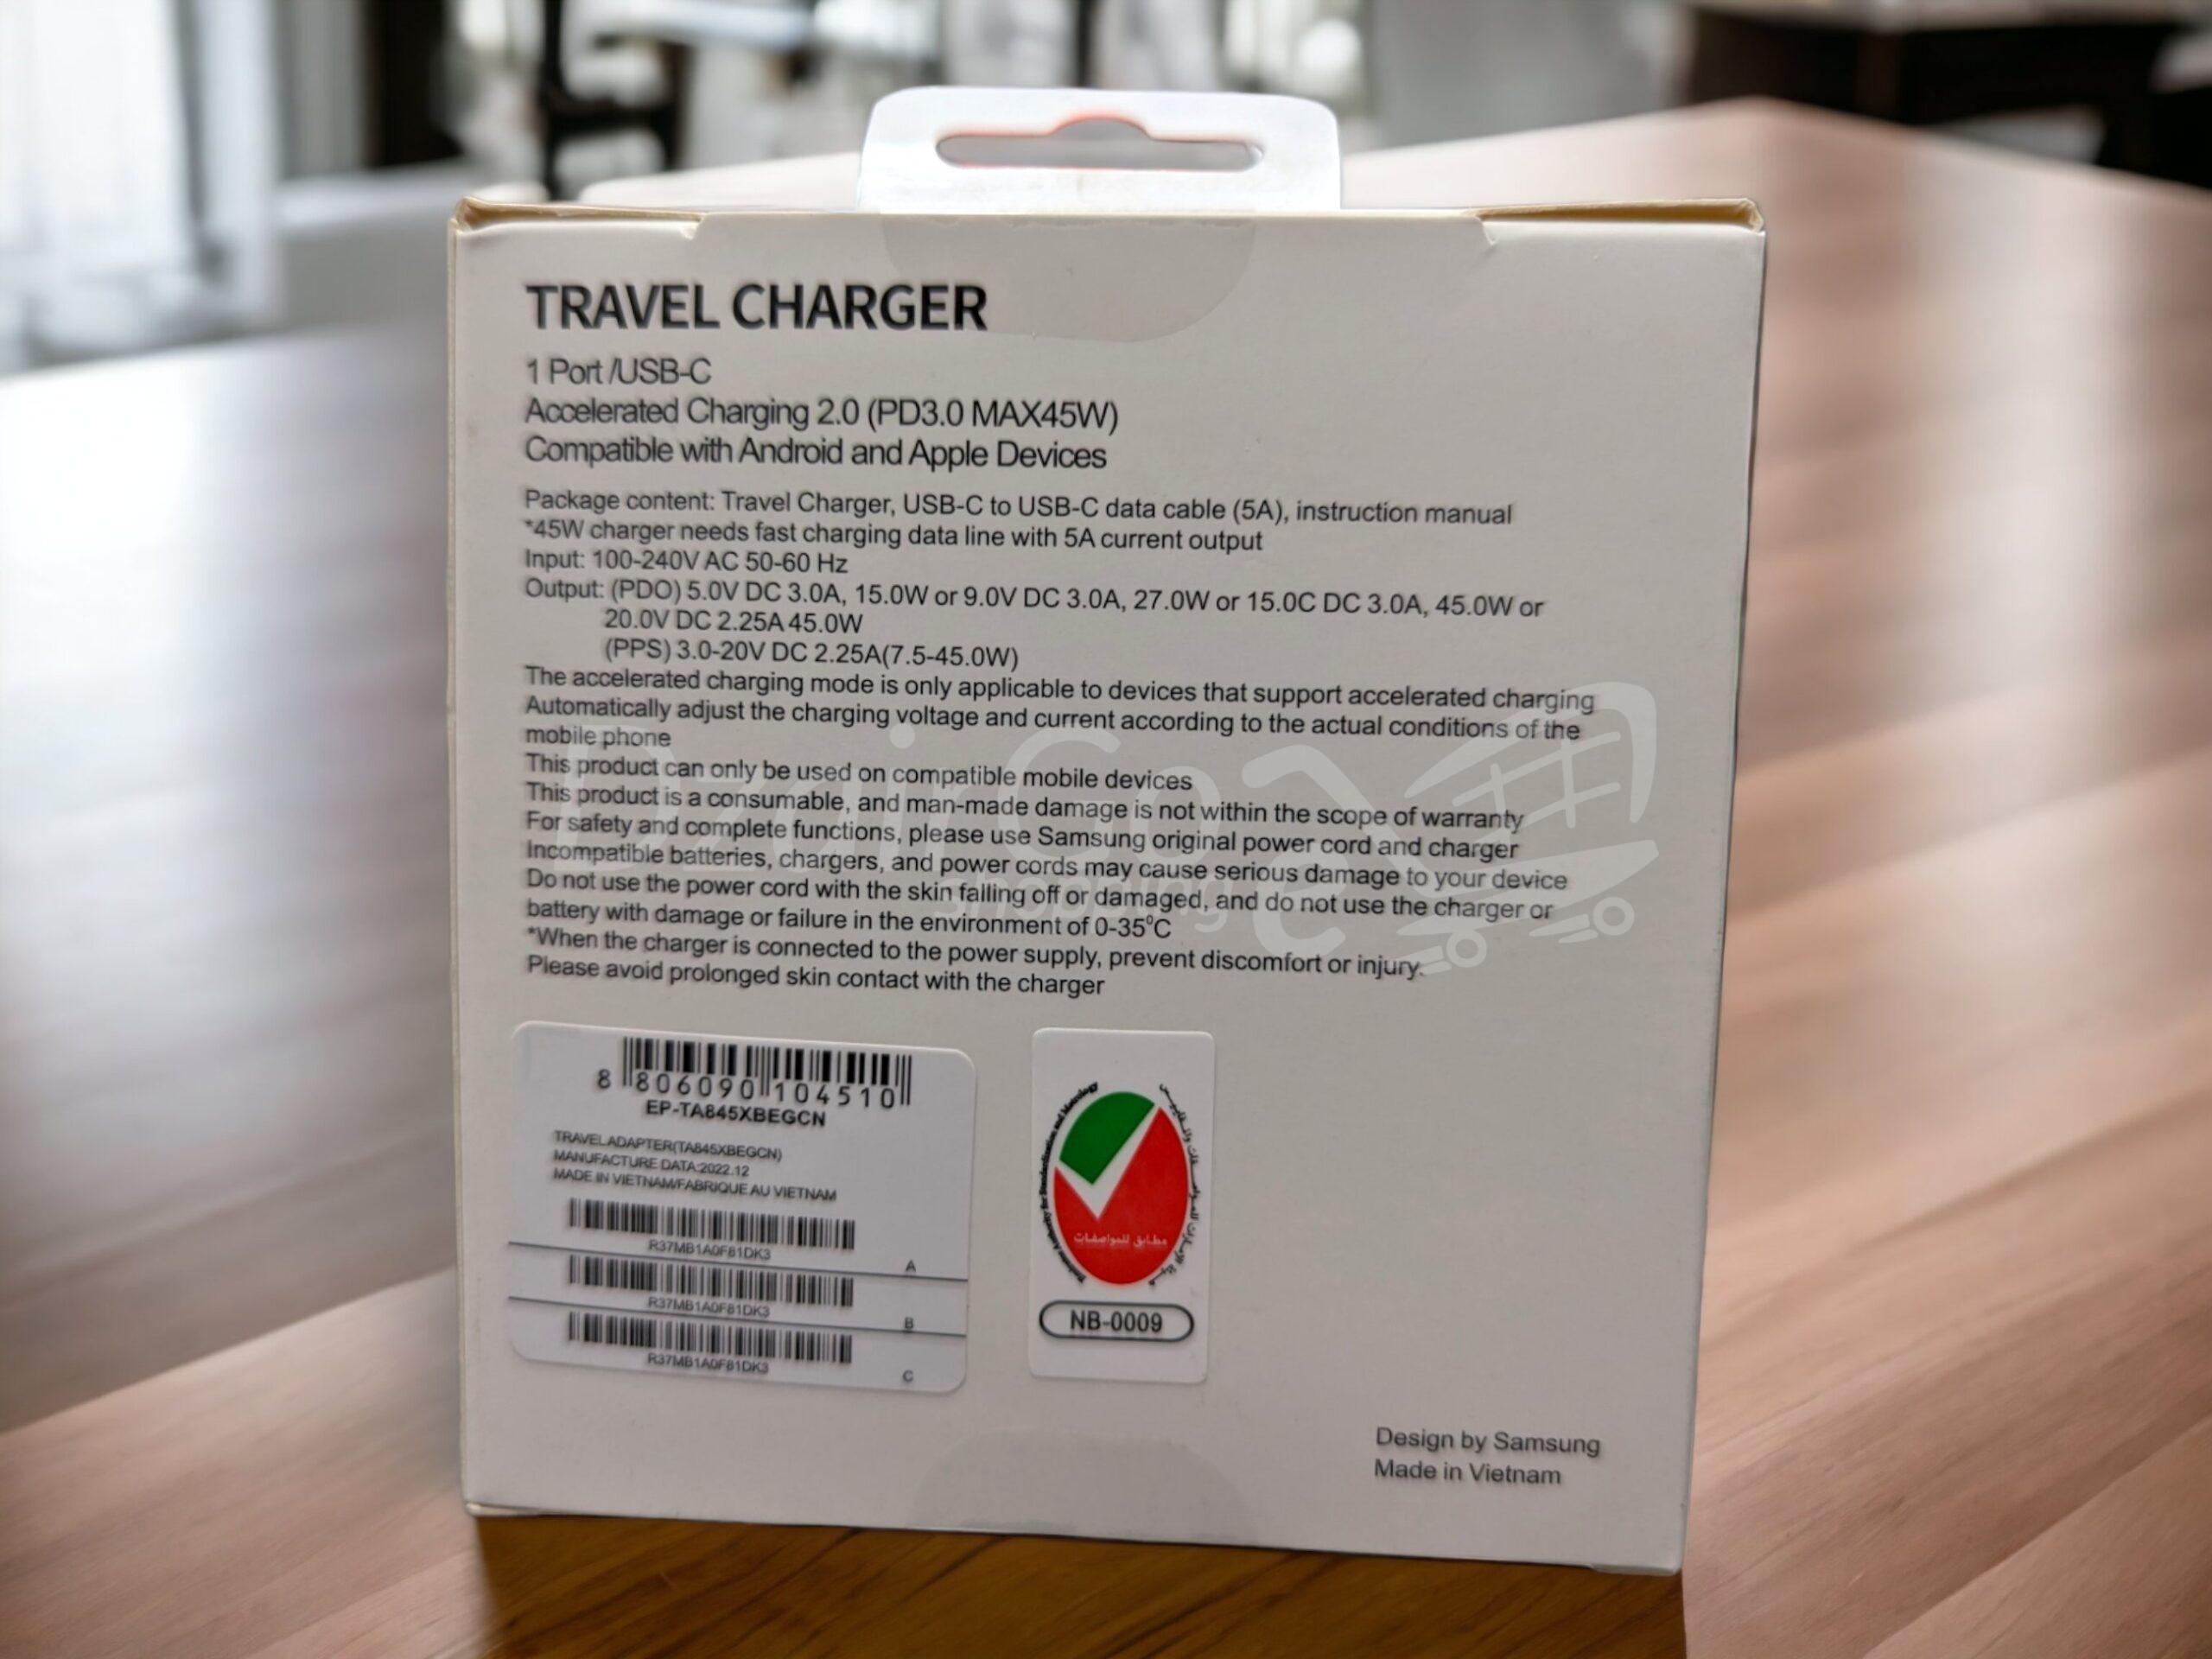 TRAVEL CHARGER
1 Port /USB-C
Accelerated Charging 2.0 (PD3.0 MAX45W)
Compatible with Android and Apple Devices
Package content: Travel Charger, USB-C to USB-C data cable (5A), instruction manual
*45W charger needs fast charging data line with 5A current output
Input: 100-240V AC 50-60 Hz
Output: (PDO) 5.0V DC 3.0A, 15.0W or 9.0V DC 3.0A, 27.0W or 15.0C DC 3.0A, 45.0W or
20.0V DC 2.25A 45.0W
(PPS) 3.0-20V DC 2.25A(7.5-45.0W)
The accelerated charging mode is only applicable to devices that support accelerated charging
Automatically adjust the charging voltage and current according to the actual conditions of the
mobile phone
This product can only be used on compatible mobile devices
This product is a consumable, and man-made damage is not within the scope of warranty
For safety and complete functions, please use Samsung original power cord and charger
Incompatible batteries, chargers, and power cords may cause serious damage to your device
Do not use the power cord with the skin falling off or damaged, and do not use the charger or
battery with damage or failure in the environment of 0-35°C
*When the charger is connected to the power supply, prevent discomfort or injury.
Please avoid prolonged skin contact with the charger
8 806090 104510
EP-TA845XBEGCN
TRAVELADAPTER(TA845XBEGCN)
MANUFACTURE DATA:2022.12
MADE IN VIETNAM/FABRIQUE AU VIETNAM
R37MB1A0F81DK3
A
R37MB1A0F81DK3
B
R37MB1A0F81DK3
C
Authority for Standardization and Metrology
مطابق للمواصفات
NB-0009
Design by Samsung
Made in Vietnam